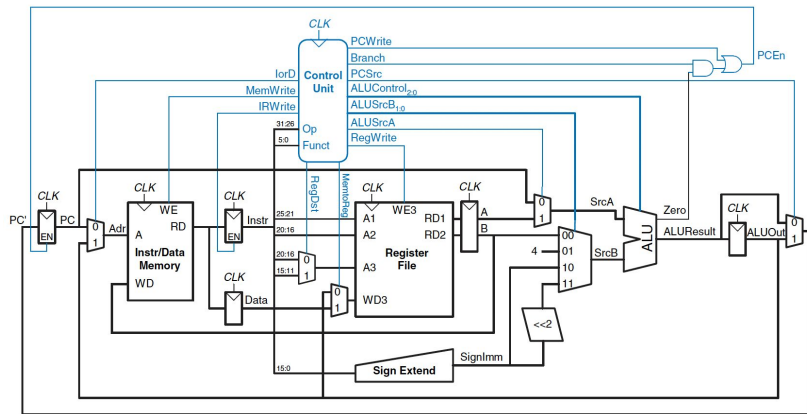 CLK
PCWrite
Branch
PCEn
IorD
Control
Unit
PCSrc
MemWrite
ALUControl2:0
IRWrite
ALUSrcB1:0
31:26
Op
ALUSrcA
5:0
Funct
RegWrite
RegDst
MemtoReg
CLK
CLK
CLK
CLK
CLK
PC'
PC
EN
0
1
Adr
A
WE
RD
Instr/Data
Memory
WD
EN
Instr
25:21
20:16
20:16
15:11
0
1
A1
A2
A3
WD3
WE3
RD1
RD2
Register
File
A
B
0
1
SrcA
4
00
01
10
11
SrcB
ALU
Zero
ALUResult
ALUOut
0
1
CLK
Data
0
1
<<2
SignImm
15:0
Sign Extend